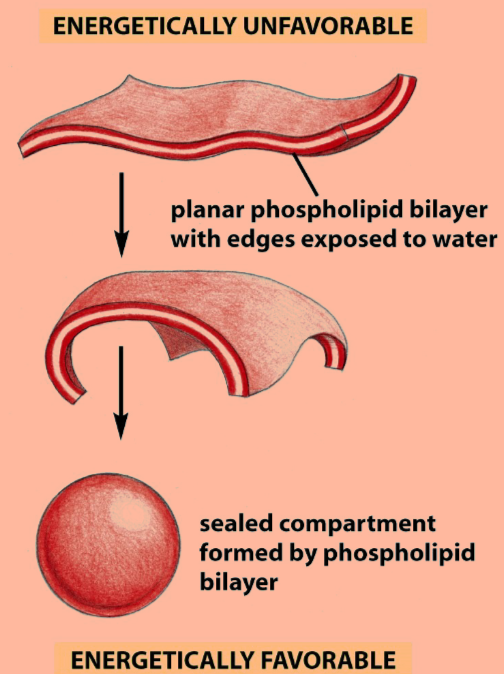 ENERGETICALLY UNFAVORABLE
planar phospholipid bilayer
with edges exposed to water
sealed compartment
formed by phospholipid
bilayer
ENERGETICALLY FAVORABLE